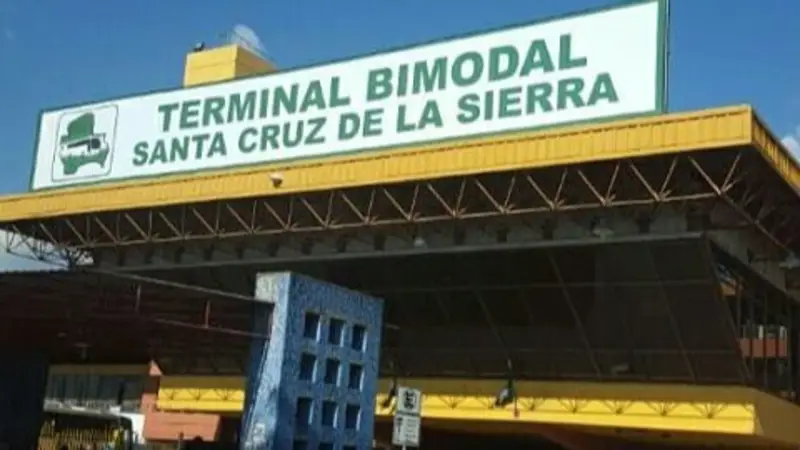 TERMINAL BIMODAL
SANTA CRUZ DE LA SIERRA